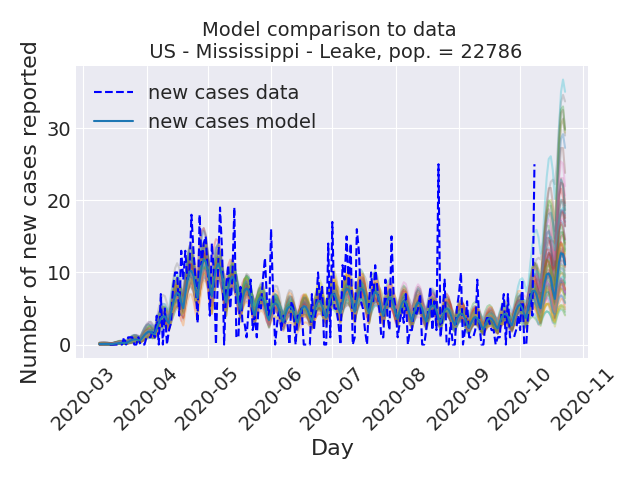 Model comparison to data
US - Mississippi - Leake, pop. = 22786
Number of new cases reported
new cases data
new cases model
30
20
10
0
2020-03
2020-04
2020-05
2020-06
2020-07
2020-08
2020-09
2020-10
2020-11
Day